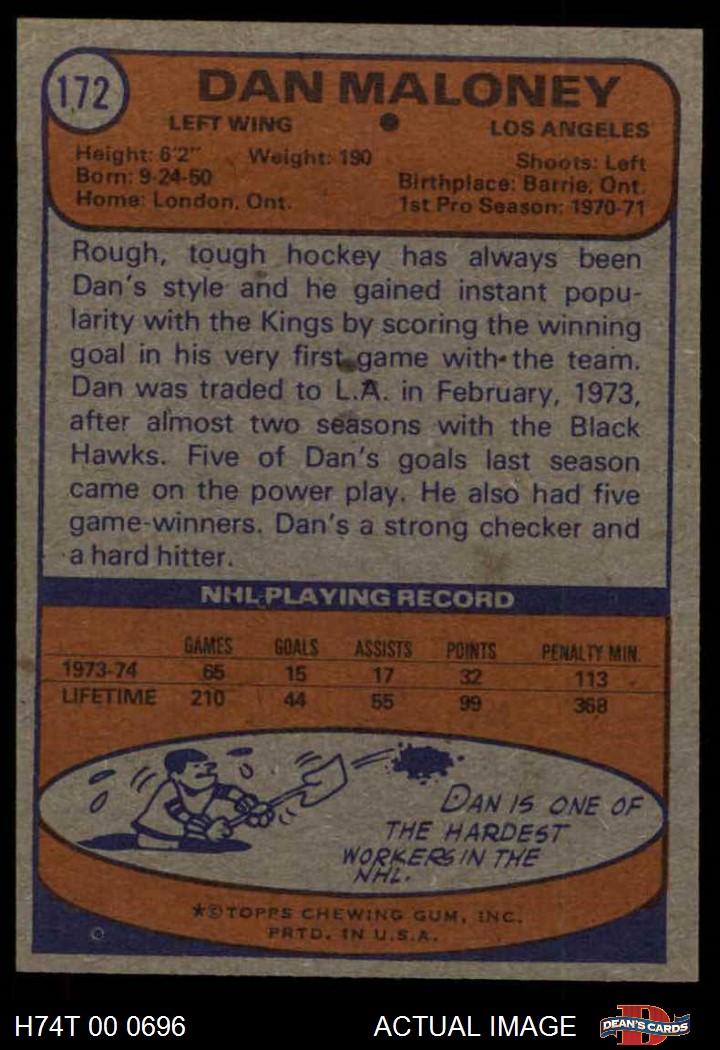 172
DAN MALONEY
LEFT WING ● LOS ANGELES
Height: 6'2" Weight: 190 Shoots: Left
Born: 9-24-50 Birthplace: Barrie, Ont.
Home: London, Ont. 1st Pro Season: 1970-71
Rough, tough hockey has always been
Dan's style and he gained instant popu-
larity with the Kings by scoring the winning
goal in his very first game with the team.
Dan was traded to L.A. in February, 1973,
after almost two seasons with the Black
Hawks. Five of Dan's goals last season
came on the power play. He also had five
game-winners. Dan's a strong checker and
a hard hitter.
NHL PLAYING RECORD
GAMES GOALS ASSISTS POINTS PENALTY MIN.
1973-74 65 15 17 32 113
LIFETIME 210 44 55 99 368
DAN IS ONE OF
THE HARDEST
WORKERS IN THE
NHL.
★©TOPPS CHEWING GUM, INC.
PRTD. IN U.S.A.
H74T 00 0696 ACTUAL IMAGE DEAN'S CARDS